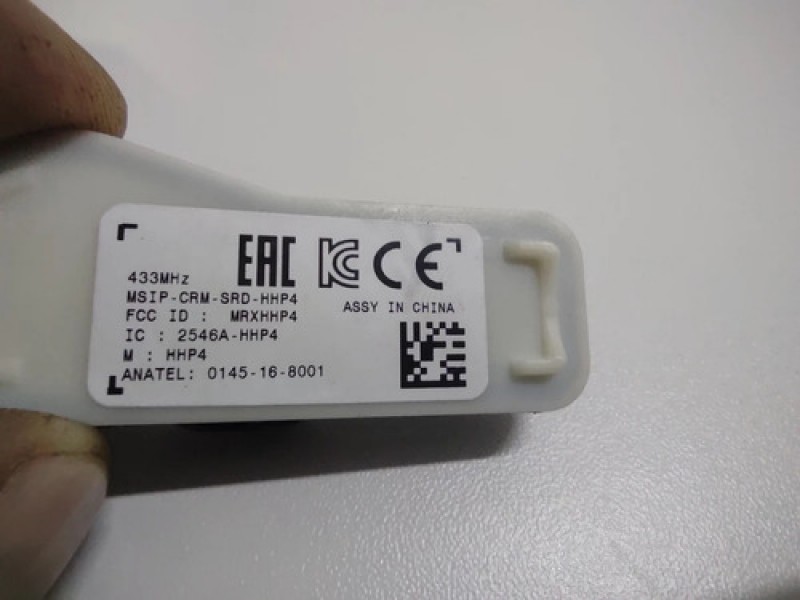 EAC KC CE
433MHz
MSIP-CRM-SRD-HHP4
FCC ID : MRXHHP4
ASSY IN CHINA
IC : 2546A-HHP4
M : HHP4
ANATEL: 0145-16-8001